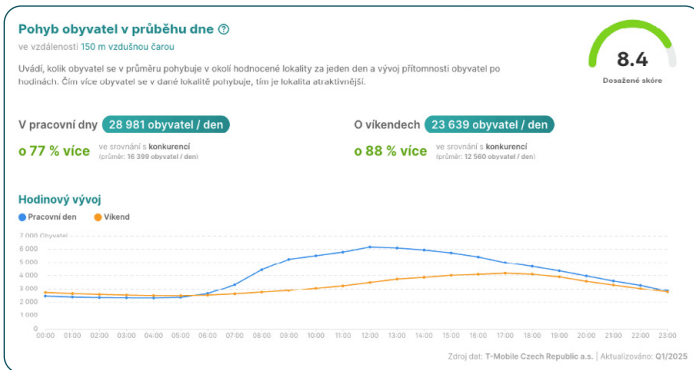 Pohyb obyvatel v průběhu dne ?
ve vzdálenosti 150 m vzdušnou čarou
Uvádí, kolik obyvatel se v průměru pohybuje v okolí hodnocené lokality za jeden den a vývoj přítomnosti obyvatel po
hodinách. Čím více obyvatel se v dané lokalitě pohybuje, tím je lokalita atraktivnější.
8.4
Dosažené skóre
V pracovní dny 28 981 obyvatel / den
o 77 % více ve srovnání s konkurencí
(průměr: 16 399 obyvatel / den)
O víkendech 23 639 obyvatel / den
o 88 % více ve srovnání s konkurencí
(průměr: 12 560 obyvatel / den)
Hodinový vývoj
Pracovní den Víkend
7 000 Obyvatel
6 000
5 000
4 000
3 000
2 000
1 000
0
00:00 01:00 02:00 03:00 04:00 05:00 06:00 07:00 08:00 09:00 10:00 11:00 12:00 13:00 14:00 15:00 16:00 17:00 18:00 19:00 20:00 21:00 22:00 23:00
Zdroj dat: T-Mobile Czech Republic a.s. | Aktualizováno: Q1/2025